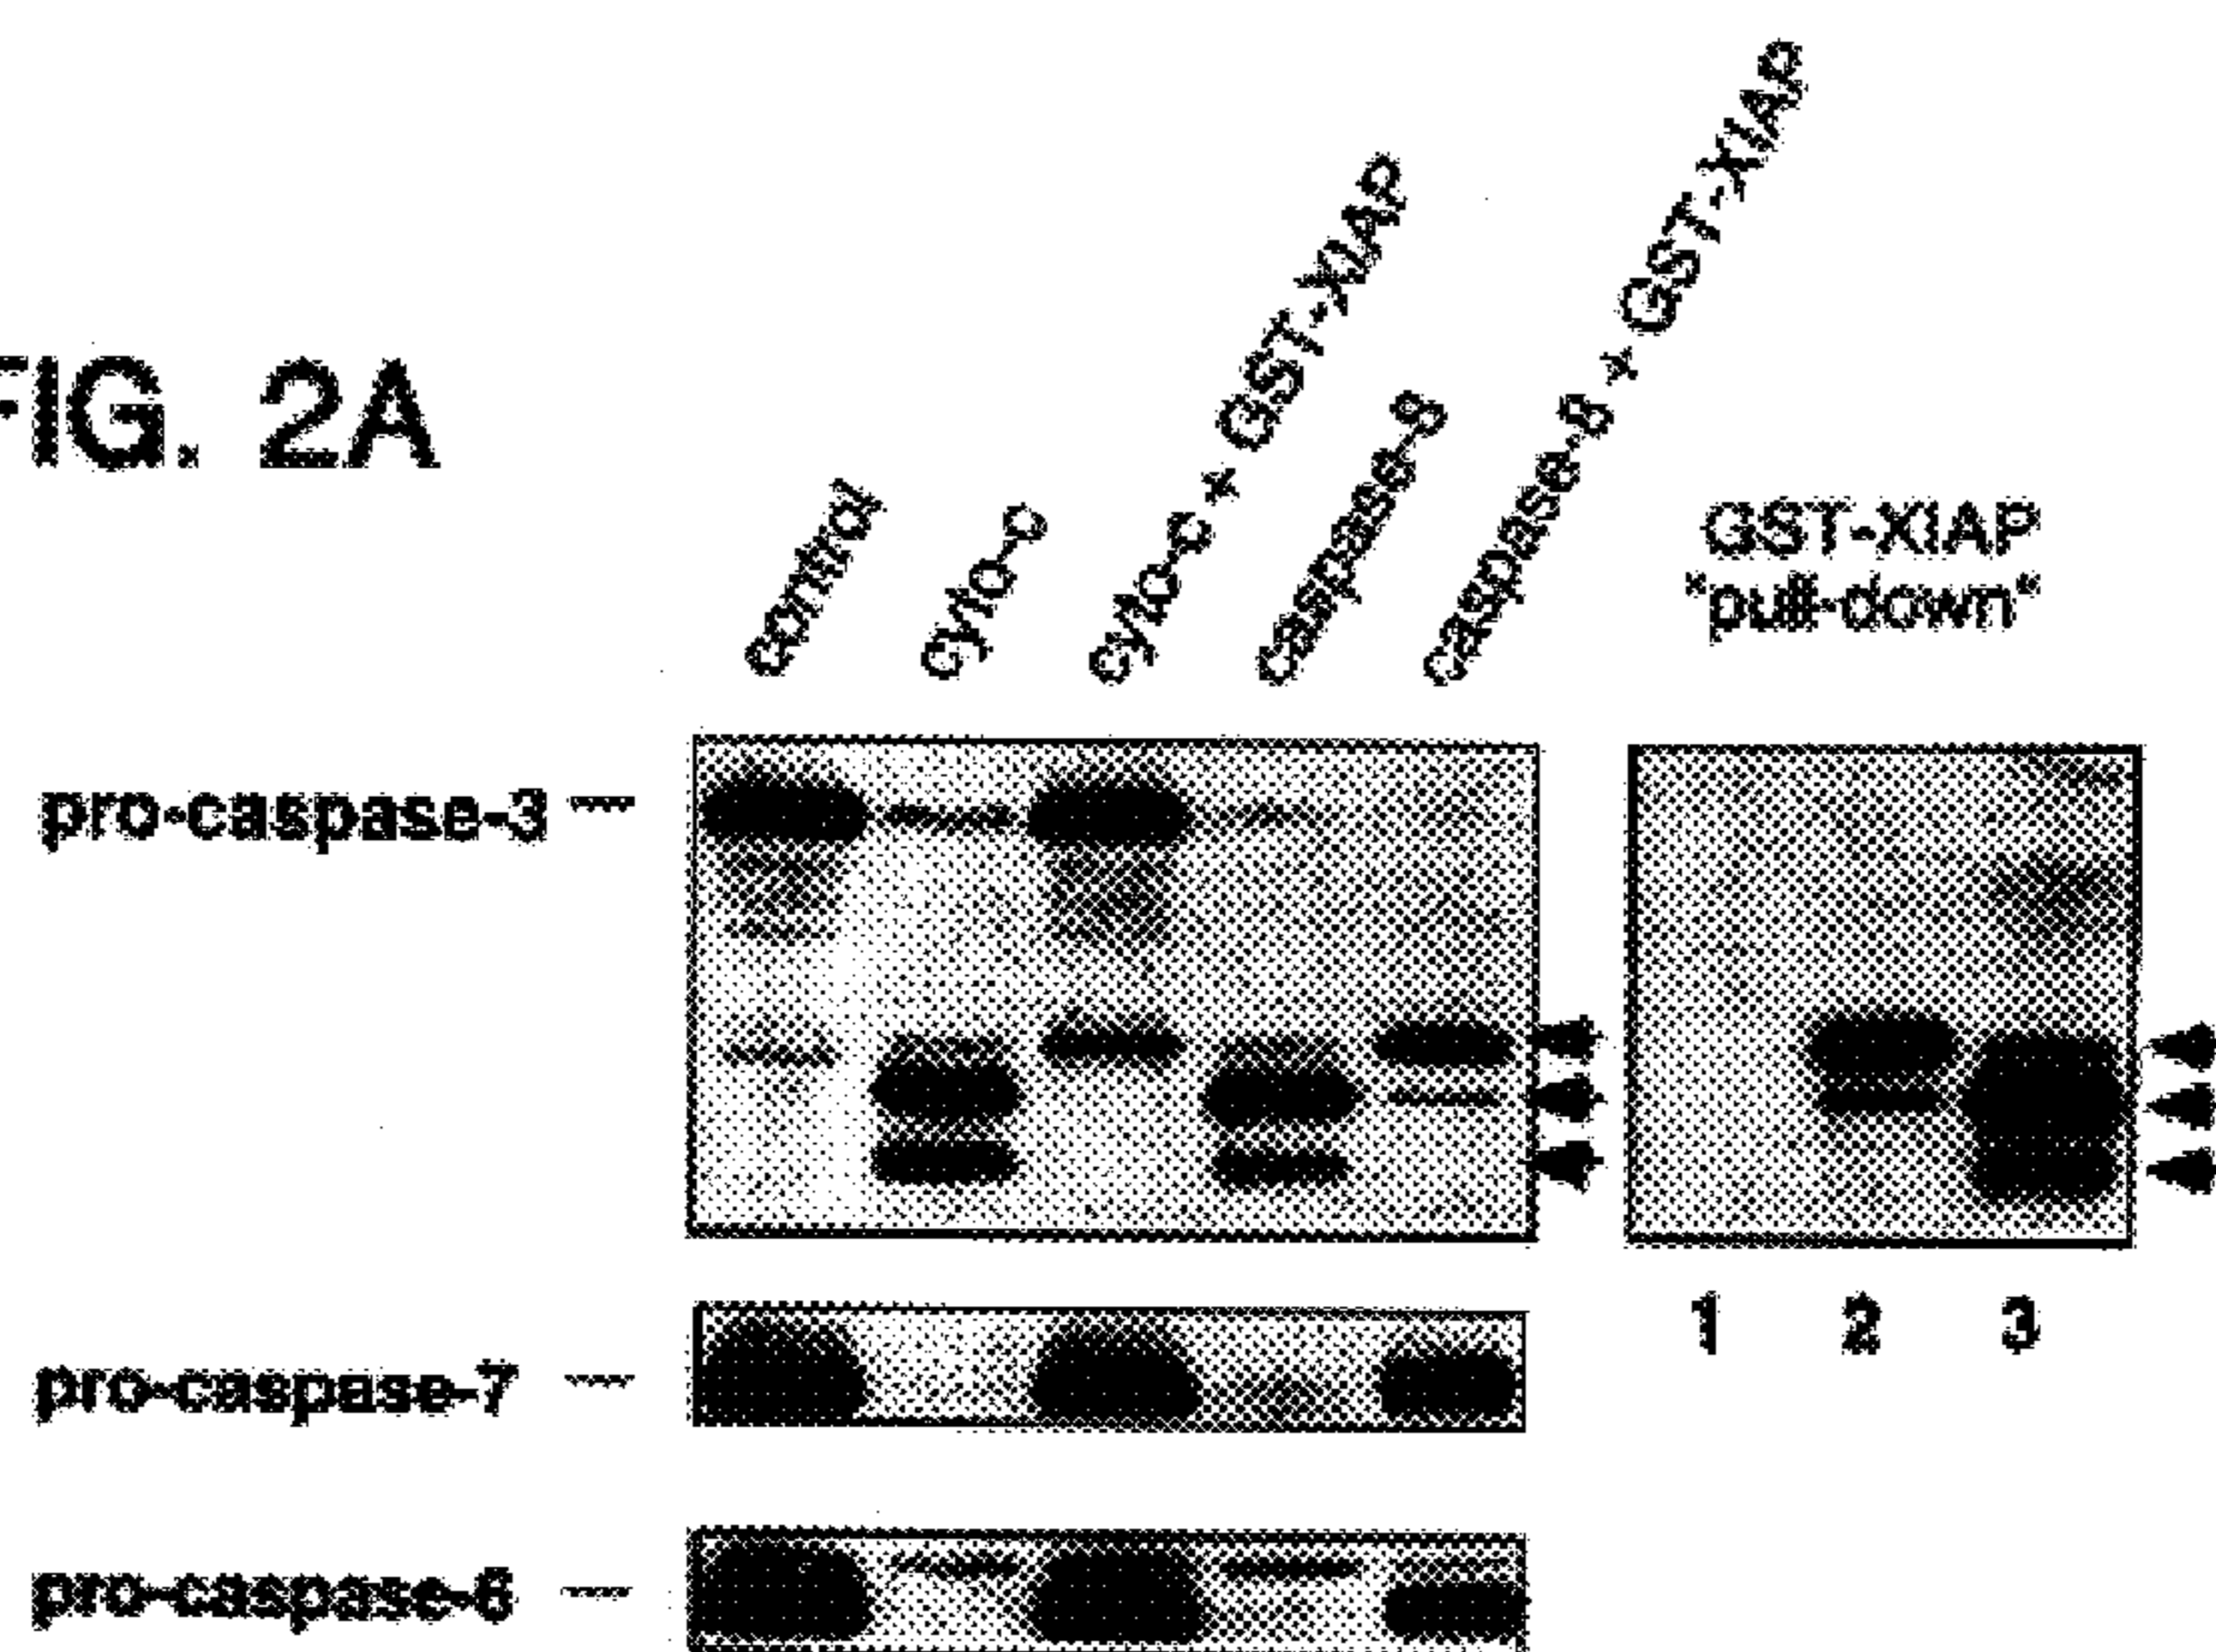 FIG. 2A
control
cyto-c
cyto-c + GST-XIAP
caspase-8
caspase-8 + GST-XIAP
GST-XIAP
"pull-down"
pro-caspase-3
1 2 3
pro-caspase-7
pro-caspase-6